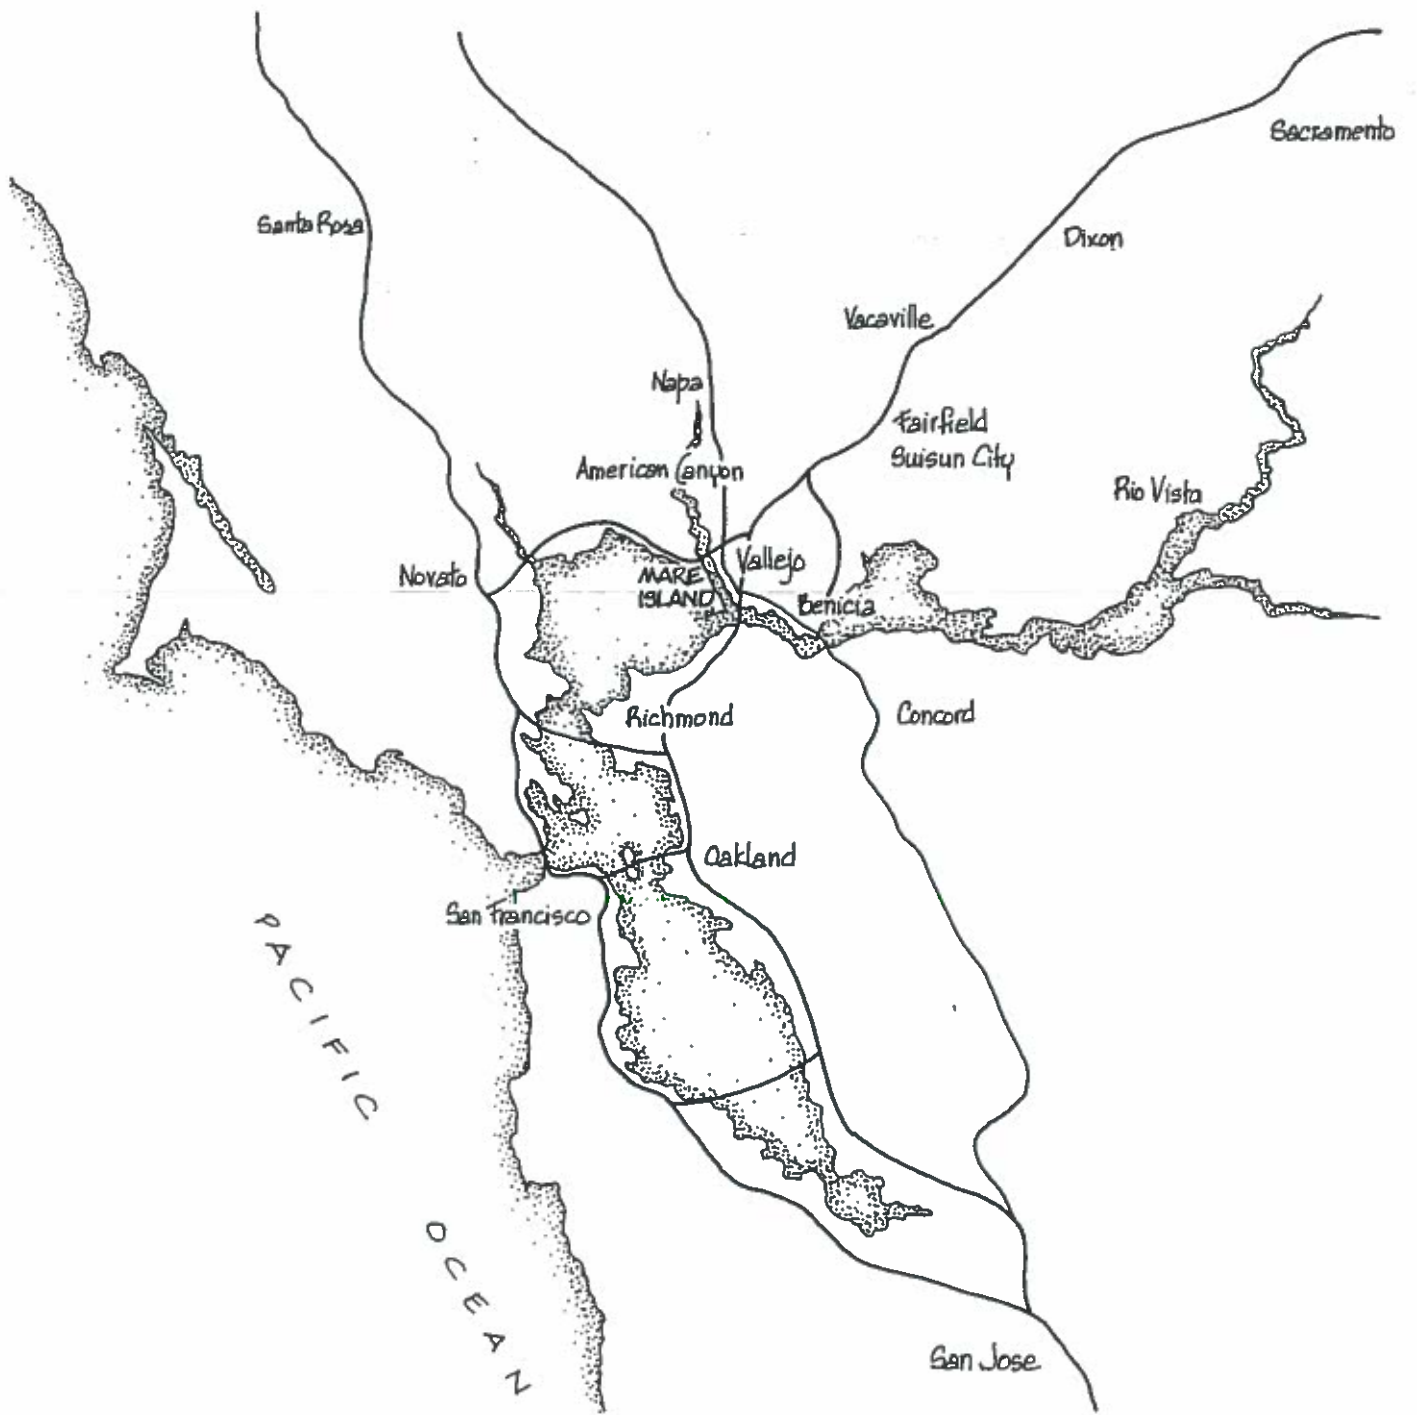 Sacramento
Santa Rosa
Dixon
Vacaville
Napa
Fairfield
Suisun City
American Canyon
Rio Vista
Vallejo
Novato
MARE
ISLAND
Benicia
Richmond
Concord
Oakland
San Francisco
PACIFIC
OCEAN
San Jose